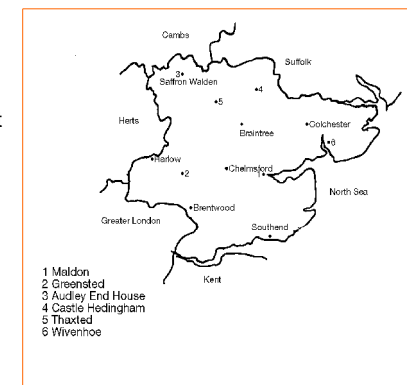 Cambs
Suffolk
3
Saffron Walden
4
5
Herts
Braintree
Colchester
6
Harlow
Chelmsford
2
1
North Sea
Brentwood
Greater London
Southend
Kent
1 Maldon
2 Greensted
3 Audley End House
4 Castle Hedingham
5 Thaxted
6 Wivenhoe